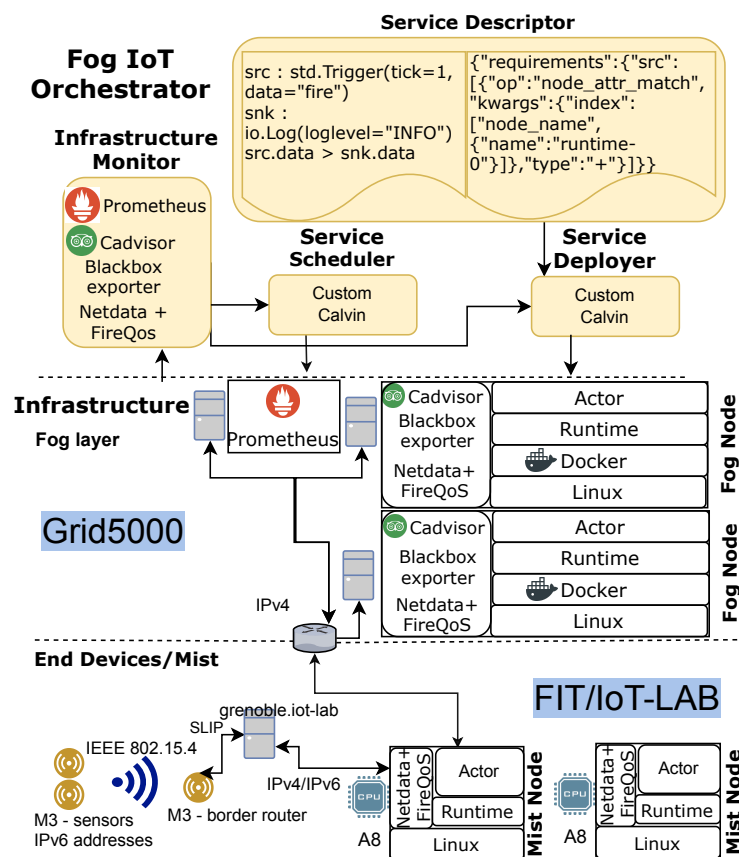 Service Descriptor
Fog IoT
Orchestrator
src : std.Trigger(tick=1,
data="fire")
snk :
io.Log(loglevel="INFO")
src.data > snk.data
{"requirements":{"src":
[{"op":"node_attr_match",
"kwargs":{"index":
["node_name",
{"name":"runtime-
0"}]},"type":"+"}]}}
Infrastructure
Monitor
Prometheus
Cadvisor
Blackbox
exporter
Netdata +
FireQos
Service
Scheduler
Custom
Calvin
Service
Deployer
Custom
Calvin
Infrastructure
Fog layer
Prometheus
Cadvisor
Blackbox
exporter
Netdata+
FireQoS
Actor
Runtime
Docker
Linux
Fog Node
Grid5000
Cadvisor
Blackbox
exporter
Netdata+
FireQoS
Actor
Runtime
Docker
Linux
Fog Node
IPv4
End Devices/Mist
FIT/IoT-LAB
grenoble.iot-lab
SLIP
IEEE 802.15.4
IPv4/IPv6
M3 - sensors
IPv6 addresses
M3 - border router
CPU
A8
Netdata+
FireQoS
Actor
Runtime
Linux
Mist Node
CPU
A8
Netdata+
FireQoS
Actor
Runtime
Linux
Mist Node